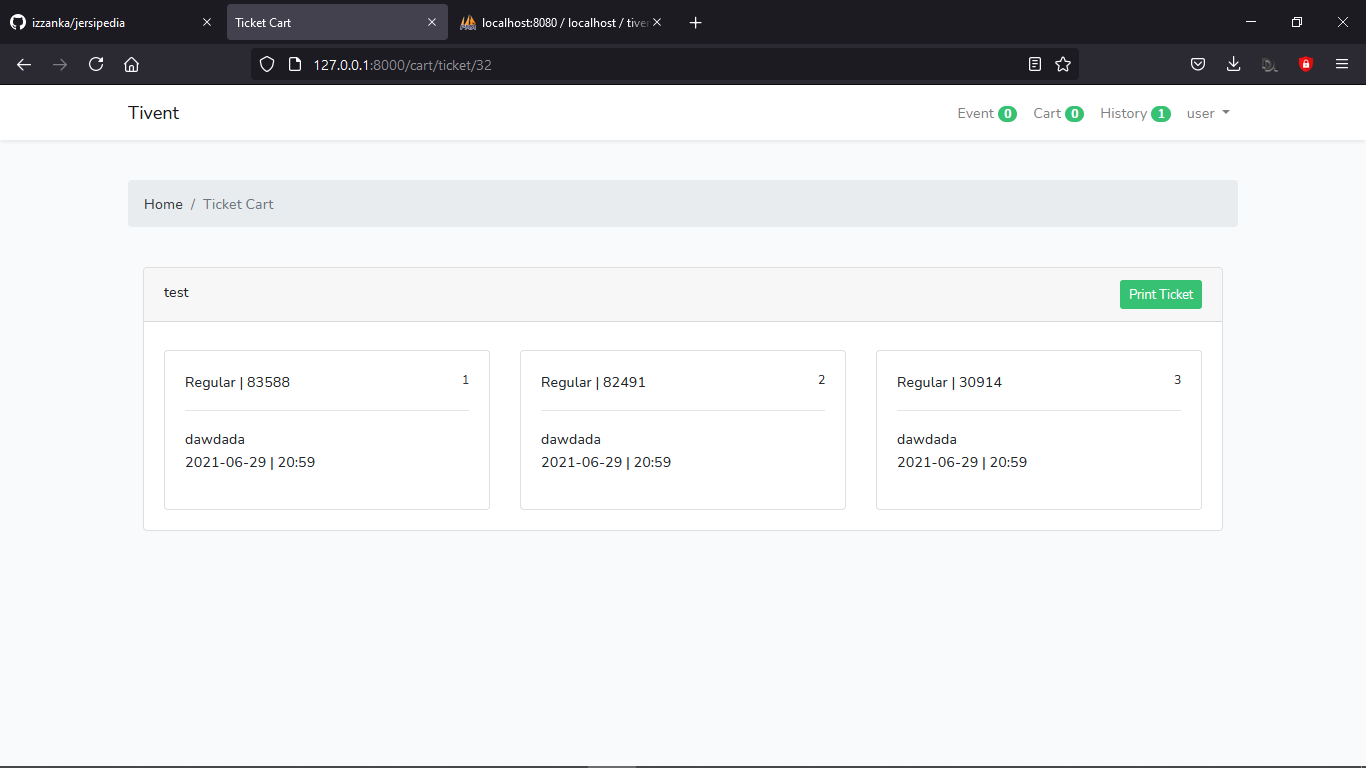 izzanka/jersipedia
Ticket Cart
localhost:8080 / localhost / tive
127.0.0.1:8000/cart/ticket/32
Tivent
Event 0 Cart 0 History 1 user
Home / Ticket Cart
test
Print Ticket
Regular | 83588 1
dawdada
2021-06-29 | 20:59
Regular | 82491 2
dawdada
2021-06-29 | 20:59
Regular | 30914 3
dawdada
2021-06-29 | 20:59